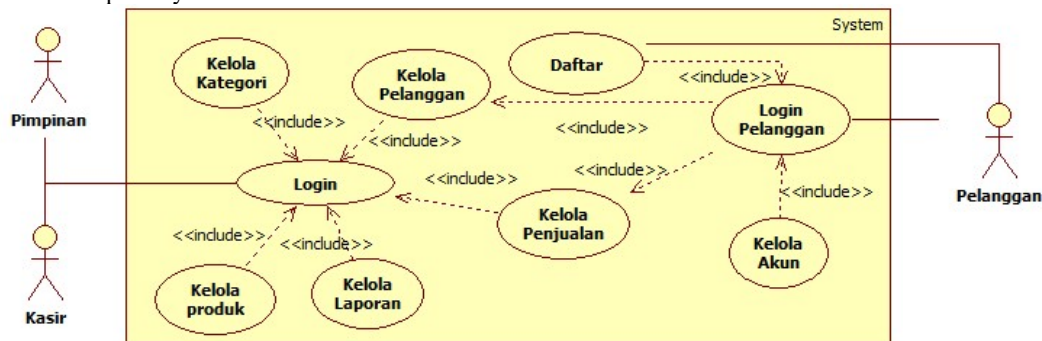 System
Pimpinan
Kelola
Kategori
Kelola
Pelanggan
Daftar
<<include>>
Login
Pelanggan
<<include>>
<<include>>
<<include>>
Login
<<include>>
<<include>>
<<include>>
Pelanggan
Kelola
Penjualan
<<include>>
<<include>>
Kelola
Akun
Kelola
produk
Kelola
Laporan
Kasir